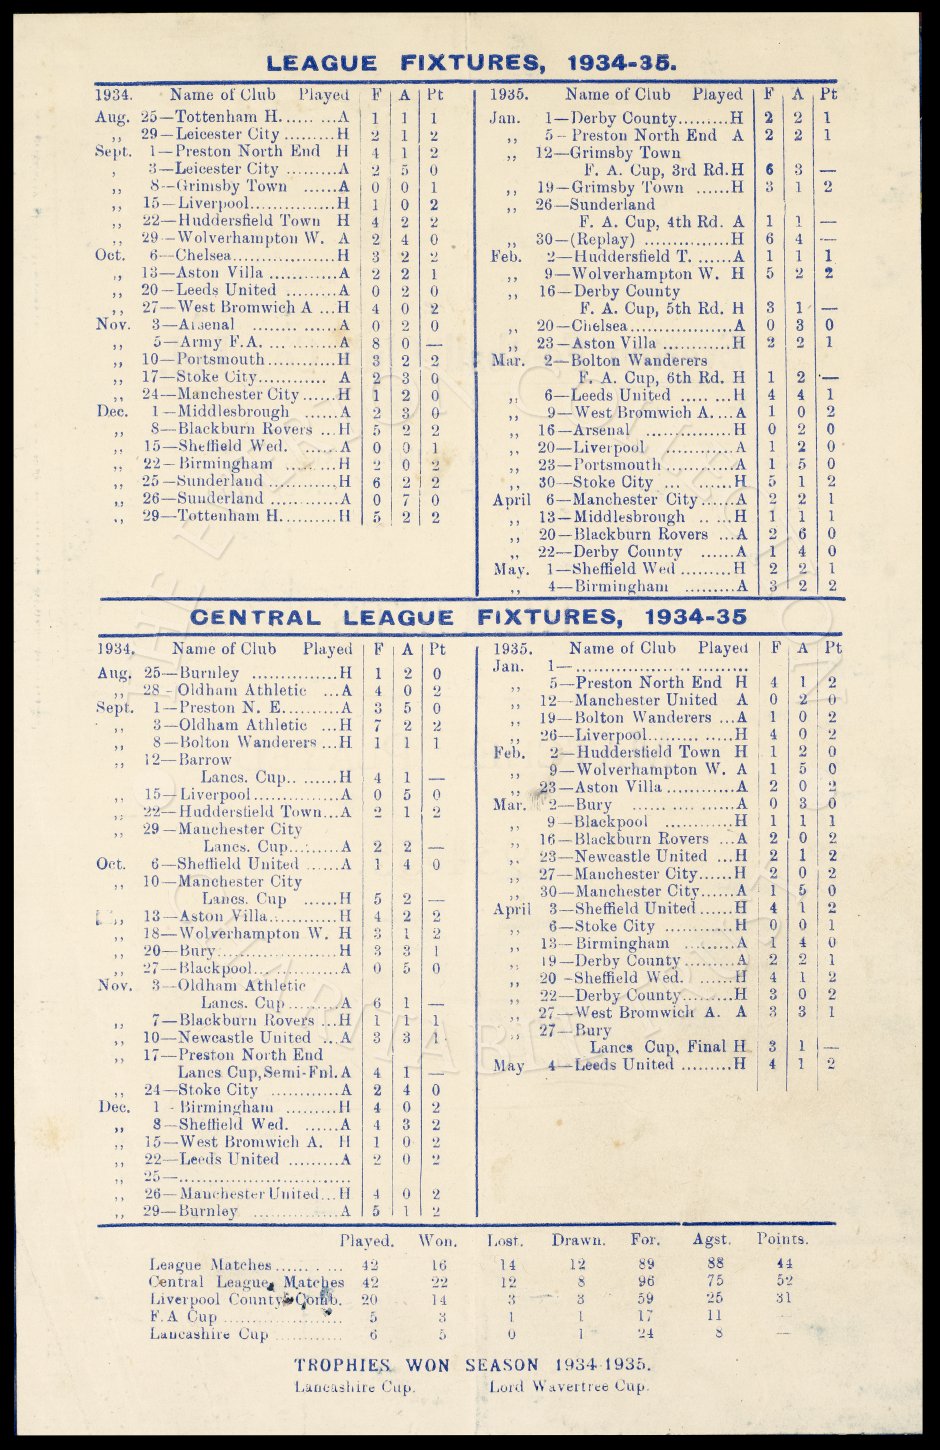 LEAGUE FIXTURES, 1934-35.
1934. Name of Club Played F A Pt
Aug. 25—Tottenham H....... ...A 1 1 1
,, 29—Leicester City .........H 2 1 2
Sept. 1—Preston North End H 4 1 2
, 3—Leicester City .........A 2 5 0
,, 8—Grimsby Town ......A 0 0 1
,, 15—Liverpool...............H 1 0 2
,, 22—Huddersfield Town H 4 2 2
,, 29—Wolverhampton W. A 2 4 0
Oct. 6—Chelsea..................H 3 2 2
,, 13—Aston Villa ............A 2 2 1
,, 20—Leeds United .........A 0 2 0
,, 27—West Bromwich A ...H 4 0 2
Nov. 3—Arsenal ........ ......A 0 2 0
,, 5—Army F.A. ... .........A 8 0 —
,, 10—Portsmouth............H 3 2 2
,, 17—Stoke City............ A 2 3 0
,, 24—Manchester City......H 1 2 0
Dec. 1—Middlesbrough ......A 2 3 0
,, 8—Blackburn Rovers ...H 5 2 2
,, 15—Sheffield Wed. ......A 0 0 1
,, 22—Birmingham .........H 2 0 2
,, 25—Sunderland ............H 6 2 2
,, 26—Sunderland ............A 0 7 0
,, 29—Tottenham H..........H 5 2 2
1935. Name of Club Played F A Pt
Jan. 1—Derby County.........H 2 2 1
,, 5—Preston North End A 2 2 1
,, 12—Grimsby Town
F. A. Cup, 3rd Rd.H 6 3 —
,, 19—Grimsby Town ......H 3 1 2
,, 26—Sunderland
F. A. Cup, 4th Rd. A 1 1 —
,, 30—(Replay) ...............H 6 4 —
Feb. 2—Huddersfield T. ......A 1 1 1
,, 9—Wolverhampton W. H 5 2 2
,, 16—Derby County
F. A. Cup, 5th Rd. H 3 1 —
,, 20—Chelsea..................A 0 3 0
,, 23—Aston Villa ............H 2 2 1
Mar. 2—Bolton Wanderers
F. A. Cup, 6th Rd. H 1 2 —
,, 6—Leeds United ..... ...H 4 4 1
,, 9—West Bromwich A....A 1 0 2
,, 16—Arsenal ...............H 0 2 0
,, 20—Liverpool ............A 1 2 0
,, 23—Portsmouth............A 1 5 0
,, 30—Stoke City ... ......H 5 1 2
April 6—Manchester City......A 2 2 1
,, 13—Middlesbrough .. ...H 1 1 1
,, 20—Blackburn Rovers ...A 2 6 0
,, 22—Derby County ......A 1 4 0
May. 1—Sheffield Wed .........H 2 2 1
,, 4—Birmingham .........A 3 2 2
CENTRAL LEAGUE FIXTURES, 1934-35
1934. Name of Club Played F A Pt
Aug. 25—Burnley ...............H 1 2 0
,, 28—Oldham Athletic ...A 4 0 2
Sept. 1—Preston N. E..........A 3 5 0
,, 3—Oldham Athletic ...H 7 2 2
,, 8—Bolton Wanderers ...H 1 1 1
,, 12—Barrow
Lancs. Cup.. ......H 4 1 —
,, 15—Liverpool...............A 0 5 0
,, 22—Huddersfield Town...A 2 1 2
,, 29—Manchester City
Lancs. Cup.........A 2 2 —
Oct. 6—Sheffield United ......A 1 4 0
,, 10—Manchester City
Lancs. Cup ......H 5 2 —
,, 13—Aston Villa............H 4 2 2
,, 18—Wolverhampton W. H 3 1 2
,, 20—Bury.....................H 3 3 1
,, 27—Blackpool...............A 0 5 0
Nov. 3—Oldham Athletic
Lancs. Cup.........A 6 1 —
,, 7—Blackburn Rovers ...H 1 1 1
,, 10—Newcastle United ...A 3 3 1
,, 17—Preston North End
Lancs Cup,Semi-Fnl.A 4 1 —
,, 24—Stoke City ............A 2 4 0
Dec. 1—Birmingham .........H 4 0 2
,, 8—Sheffield Wed. ......A 4 3 2
,, 15—West Bromwich A. H 1 0 2
,, 22—Leeds United .........A 2 0 2
,, 25—..............................
,, 26—Manchester United...H 4 0 2
,, 29—Burnley ...............A 5 1 2
1935. Name of Club Played F A Pt
Jan. 1—..............................
,, 5—Preston North End H 4 1 2
,, 12—Manchester United A 0 2 0
,, 19—Bolton Wanderers ...A 1 0 2
,, 26—Liverpool...............H 4 0 2
Feb. 2—Huddersfield Town H 1 2 0
,, 9—Wolverhampton W. A 1 5 0
,, 23—Aston Villa............A 2 0 2
Mar. 2—Bury ..................A 0 3 0
,, 9—Blackpool ............H 1 1 1
,, 16—Blackburn Rovers ...A 2 0 2
,, 23—Newcastle United ...H 2 1 2
,, 27—Manchester City......H 2 0 2
,, 30—Manchester City......A 1 5 0
April 3—Sheffield United......H 4 1 2
,, 6—Stoke City ............H 0 0 1
,, 13—Birmingham .........A 1 4 0
,, 19—Derby County.........A 2 2 1
,, 20—Sheffield Wed. ......H 4 1 2
,, 22—Derby County.........H 3 0 2
,, 27—West Bromwich A. A 3 3 1
,, 27—Bury
Lancs Cup, Final H 3 1 —
May 4—Leeds United .........H 4 1 2
Played. Won. Lost. Drawn. For. Agst. Points.
League Matches............ 42 16 14 12 89 88 44
Central League Matches 42 22 12 8 96 75 52
Liverpool County Comb. 20 14 3 3 59 25 31
F.A Cup ..................... 5 3 1 1 17 11 —
Lancashire Cup ............ 6 5 0 1 24 8 —
TROPHIES WON SEASON 1934-1935.
Lancashire Cup. Lord Wavertree Cup.